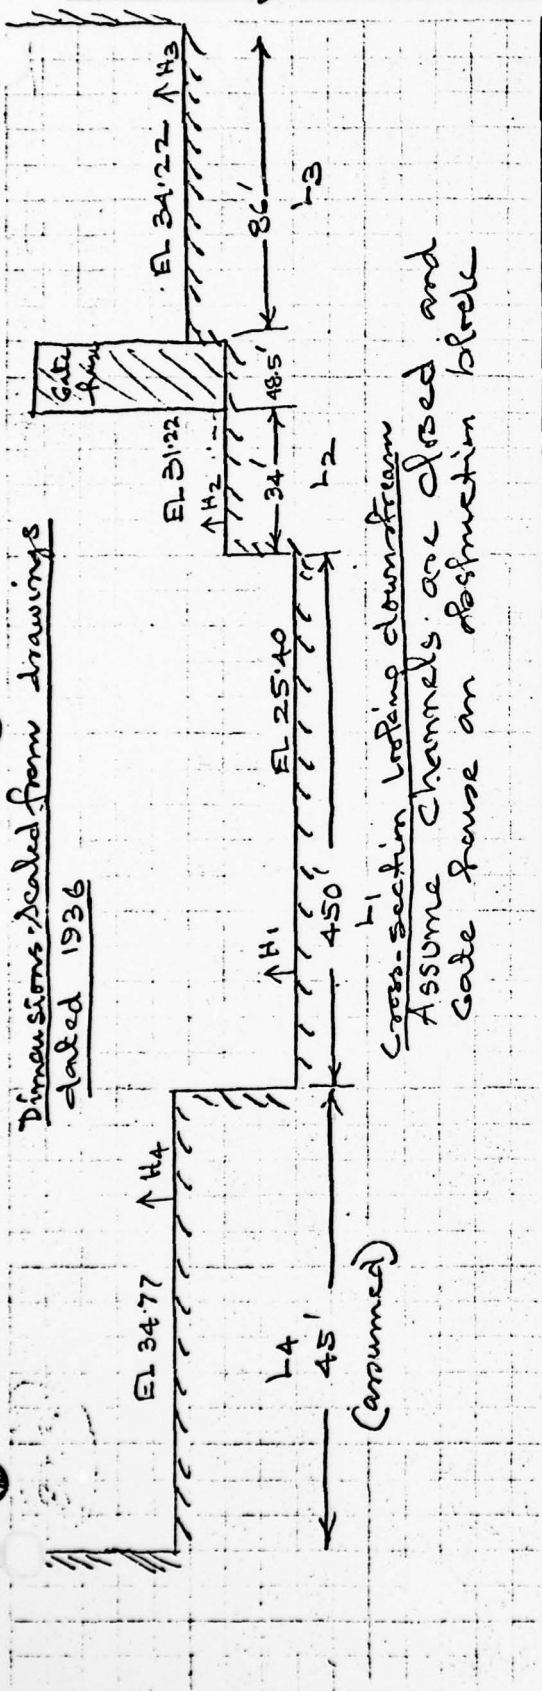 Dimensions scaled from drawings
dated 1936
EL 34.77
↑ H4
↑ H1
EL 25.40
EL 31.22
↑ H2
Gate
house
EL 34.22
↑ H3
L4
45'
(assumed)
450'
L1
34'
L2
48.5'
86'
L3
Cross-section looking downstream
Assume channels are closed and
Gate house an obstruction block